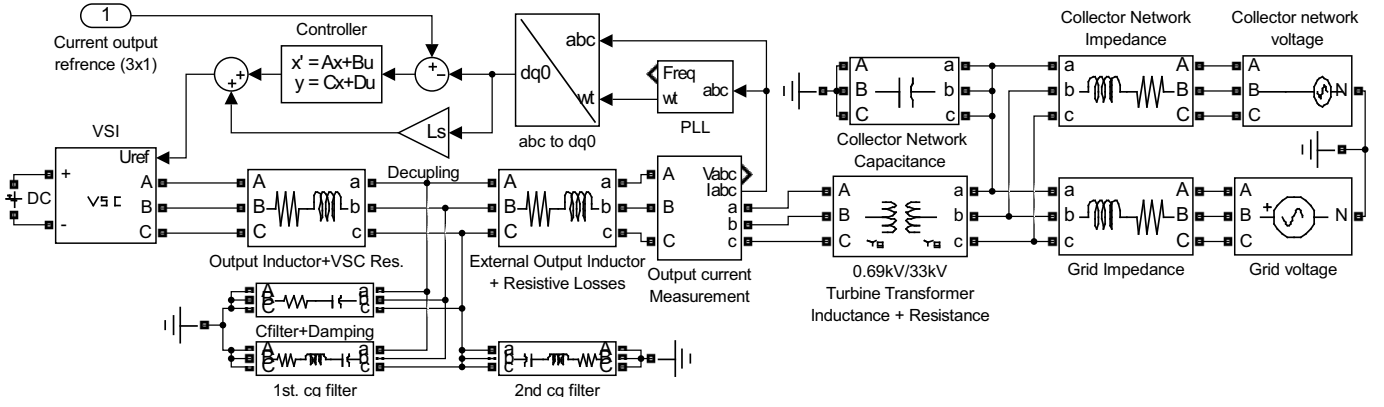 1
Current output
refrence (3x1)
Controller
x' = Ax+Bu
y = Cx+Du
+
+
+
−
Ls
Decupling
dq0
abc
wt
abc to dq0
Freq
wt
abc
PLL
VSI
Uref
+
-
DC
VSC
A
B
C
A
B
C
a
b
c
Output Inductor+VSC Res.
A
B
C
a
b
c
External Output Inductor
+ Resistive Losses
A
B
C
Vabc
Iabc
a
b
c
Output current
Measurement
A
B
C
a
b
c
0.69kV/33kV
Turbine Transformer
Inductance + Resistance
A
B
C
a
b
c
Collector Network
Capacitance
Collector Network
Impedance
a
b
c
A
B
C
Collector network
voltage
A
B
C
N
a
b
c
A
B
C
Grid Impedance
A
B
C
+
N
Grid voltage
A
B
C
a
b
c
Cfilter+Damping
A
B
C
a
b
c
1st. cg filter
a
b
c
A
B
C
2nd cg filter